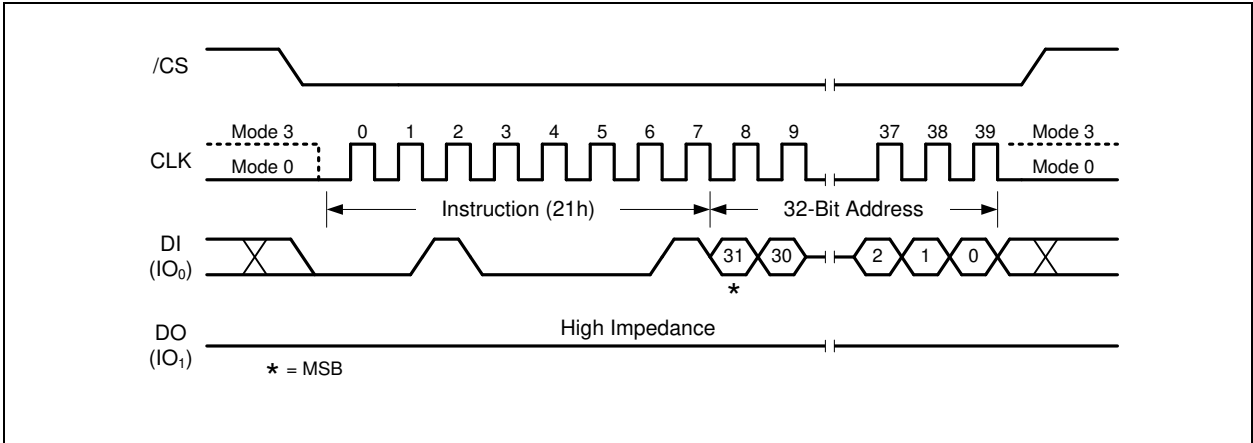 /CS
Mode 3 0 1 2 3 4 5 6 7 8 9 37 38 39 Mode 3
CLK
Mode 0 Mode 0
Instruction (21h) 32-Bit Address
DI
(IO₀)
31 30 2 1 0
*
High Impedance
DO
(IO₁)
* = MSB